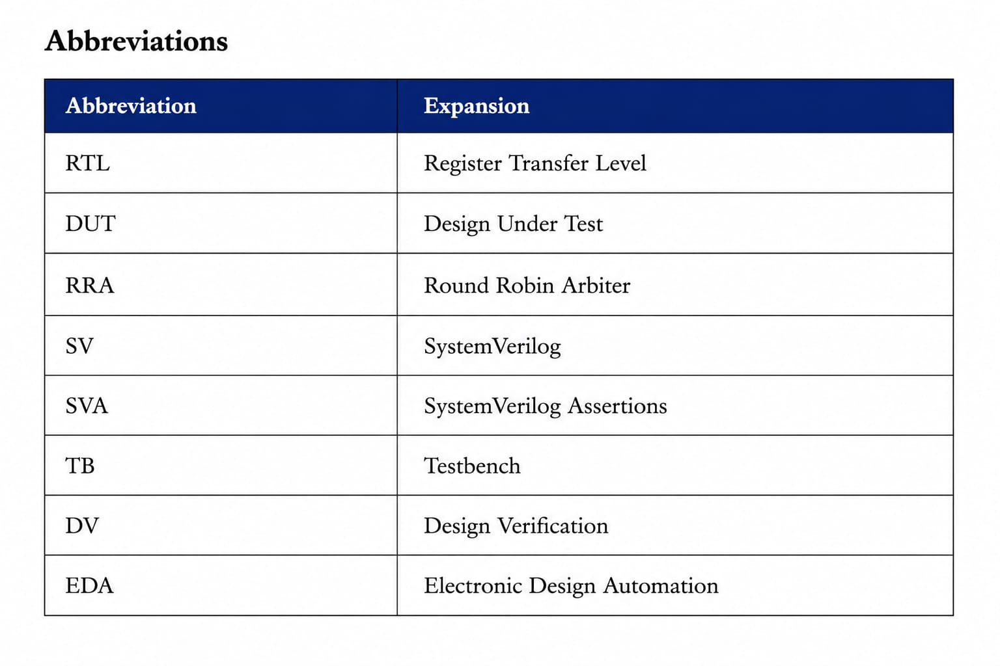 Abbreviations
Abbreviation Expansion
RTL Register Transfer Level
DUT Design Under Test
RRA Round Robin Arbiter
SV SystemVerilog
SVA SystemVerilog Assertions
TB Testbench
DV Design Verification
EDA Electronic Design Automation